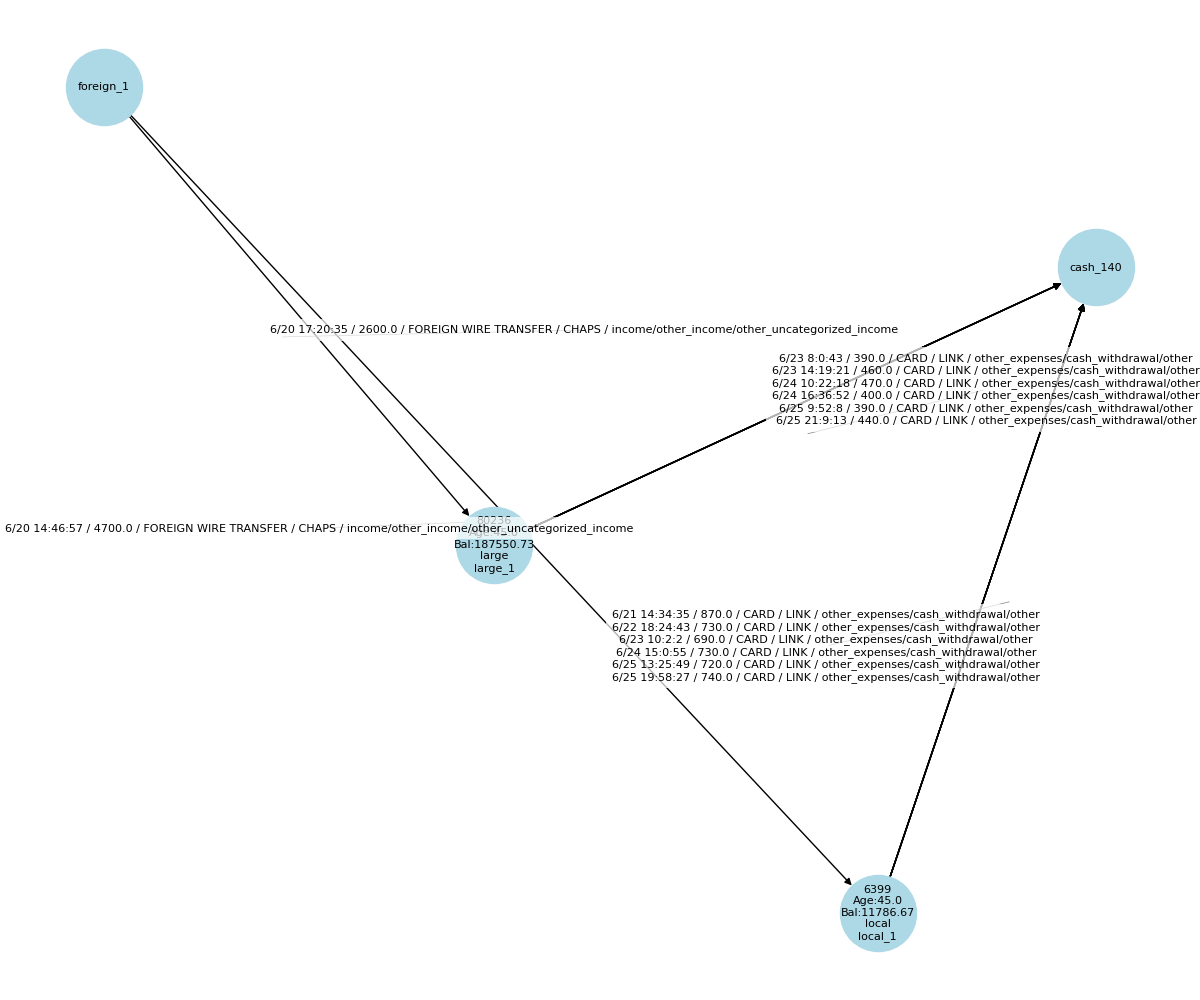 foreign_1
cash_140
6/20 17:20:35 / 2600.0 / FOREIGN WIRE TRANSFER / CHAPS / income/other_income/other_uncategorized_income
6/23 8:0:43 / 390.0 / CARD / LINK / other_expenses/cash_withdrawal/other
6/23 14:19:21 / 460.0 / CARD / LINK / other_expenses/cash_withdrawal/other
6/24 10:22:18 / 470.0 / CARD / LINK / other_expenses/cash_withdrawal/other
6/24 16:36:52 / 400.0 / CARD / LINK / other_expenses/cash_withdrawal/other
6/25 9:52:8 / 390.0 / CARD / LINK / other_expenses/cash_withdrawal/other
6/25 21:9:13 / 440.0 / CARD / LINK / other_expenses/cash_withdrawal/other
80236
6/20 14:46:57 / 4700.0 / FOREIGN WIRE TRANSFER / CHAPS / income/other_income/other_uncategorized_income
Bal:187550.73
large
large_1
6/21 14:34:35 / 870.0 / CARD / LINK / other_expenses/cash_withdrawal/other
6/22 18:24:43 / 730.0 / CARD / LINK / other_expenses/cash_withdrawal/other
6/23 10:2:2 / 690.0 / CARD / LINK / other_expenses/cash_withdrawal/other
6/24 15:0:55 / 730.0 / CARD / LINK / other_expenses/cash_withdrawal/other
6/25 13:25:49 / 720.0 / CARD / LINK / other_expenses/cash_withdrawal/other
6/25 19:58:27 / 740.0 / CARD / LINK / other_expenses/cash_withdrawal/other
6399
Age:45.0
Bal:11786.67
local
local_1